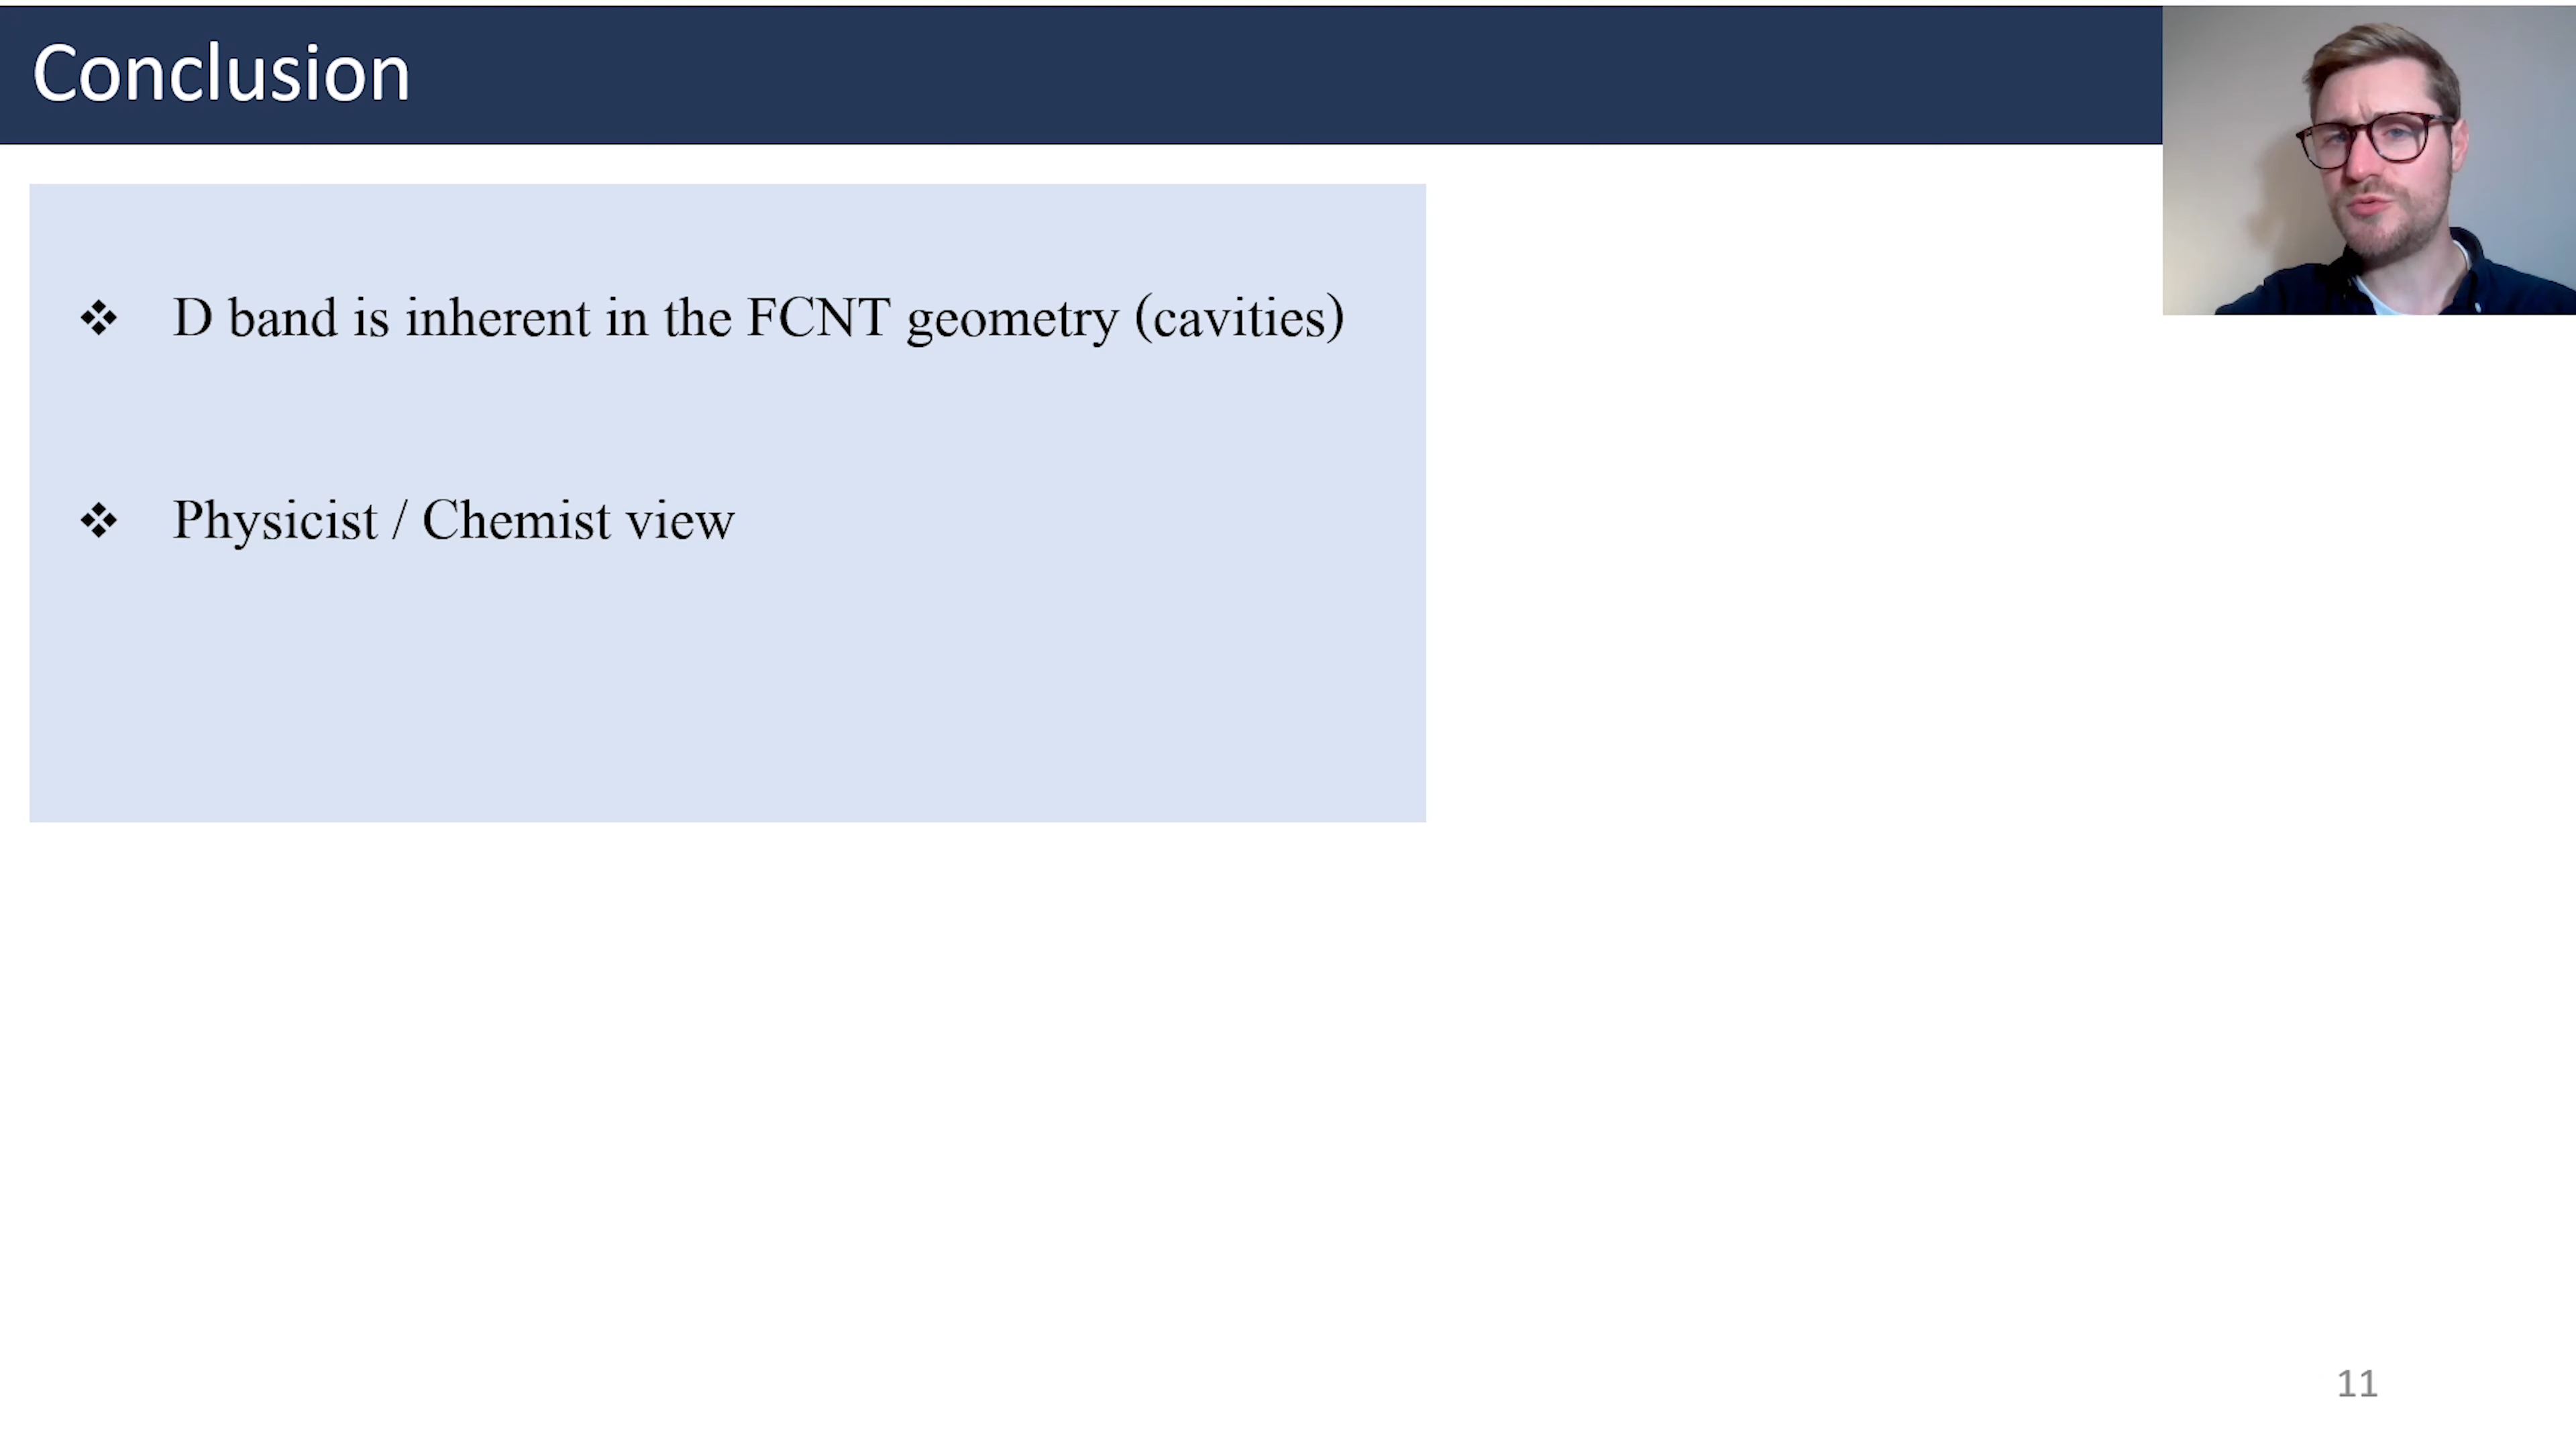 Conclusion
❖ D band is inherent in the FCNT geometry (cavities)
❖ Physicist / Chemist view
11